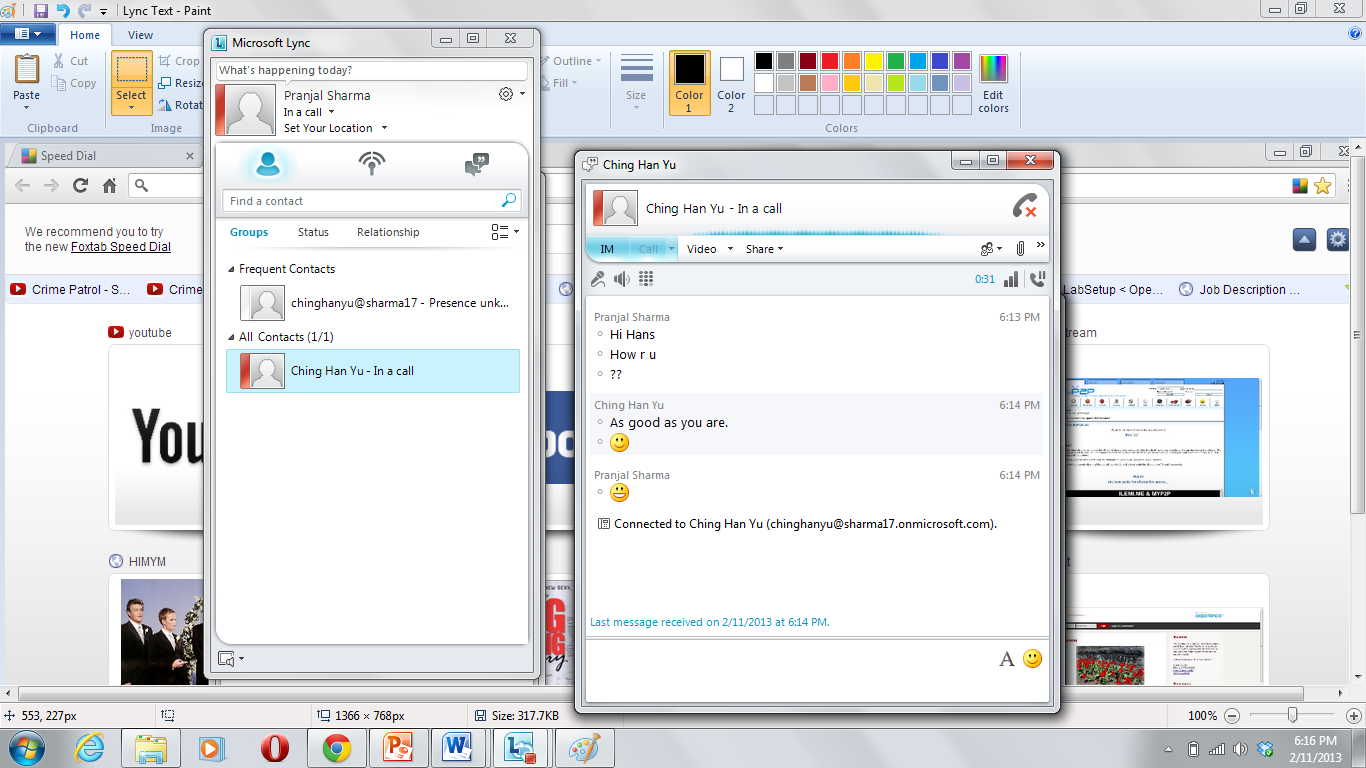 Lync Text - Paint
Home
View
Paste
Cut
Copy
Clipboard
Select
Crop
Resize
Rotat
Image
Outline
Fill
Size
Color
1
Color
2
Edit
colors
Colors
Speed Dial
We recommend you to try
the new Foxtab Speed Dial
Crime Patrol - S...
Crime
LabSetup < Ope...
Job Description ...
youtube
You
tream
HIMYM
ILEMILME & MYP2P
experience
Microsoft Lync
What's happening today?
Pranjal Sharma
In a call
Set Your Location
Find a contact
Groups
Status
Relationship
Frequent Contacts
chinghanyu@sharma17 - Presence unk...
All Contacts (1/1)
Ching Han Yu - In a call
Ching Han Yu
Ching Han Yu - In a call
IM
Call
Video
Share
0:31
Pranjal Sharma 6:13 PM
Hi Hans
How r u
??
Ching Han Yu 6:14 PM
As good as you are.
Pranjal Sharma 6:14 PM
Connected to Ching Han Yu (chinghanyu@sharma17.onmicrosoft.com).
Last message received on 2/11/2013 at 6:14 PM.
A
553, 227px
1366 × 768px
Size: 317.7KB
100%
6:16 PM
2/11/2013